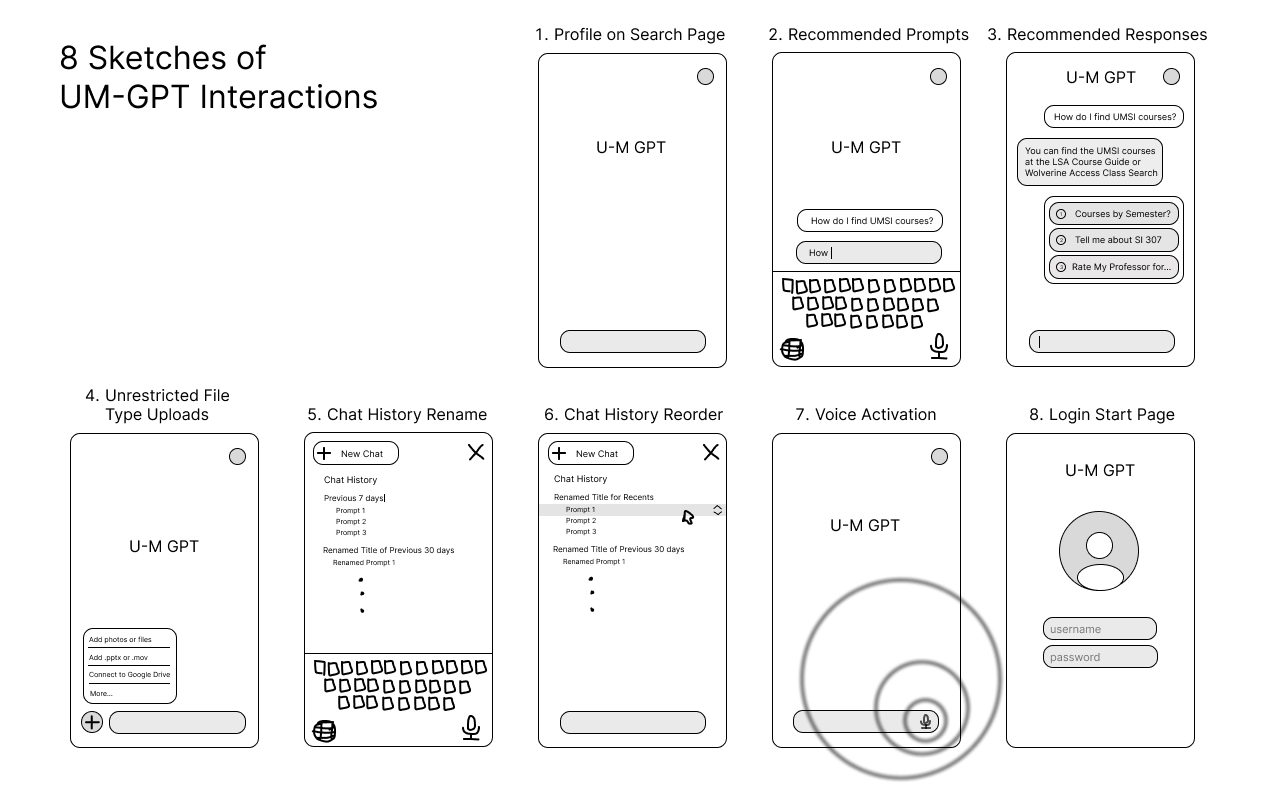 8 Sketches of
UM-GPT Interactions
1. Profile on Search Page
U-M GPT
2. Recommended Prompts
U-M GPT
How do I find UMSI courses?
How
3. Recommended Responses
U-M GPT
How do I find UMSI courses?
You can find the UMSI courses
at the LSA Course Guide or
Wolverine Access Class Search
1 Courses by Semester?
2 Tell me about SI 307
3 Rate My Professor for...
4. Unrestricted File
Type Uploads
U-M GPT
Add photos or files
Add .pptx or .mov
Connect to Google Drive
More...
5. Chat History Rename
New Chat
Chat History
Previous 7 days
Prompt 1
Prompt 2
Prompt 3
Renamed Title of Previous 30 days
Renamed Prompt 1
6. Chat History Reorder
New Chat
Chat History
Renamed Title for Recents
Prompt 1
Prompt 2
Prompt 3
Renamed Title of Previous 30 days
Renamed Prompt 1
7. Voice Activation
U-M GPT
8. Login Start Page
U-M GPT
username
password